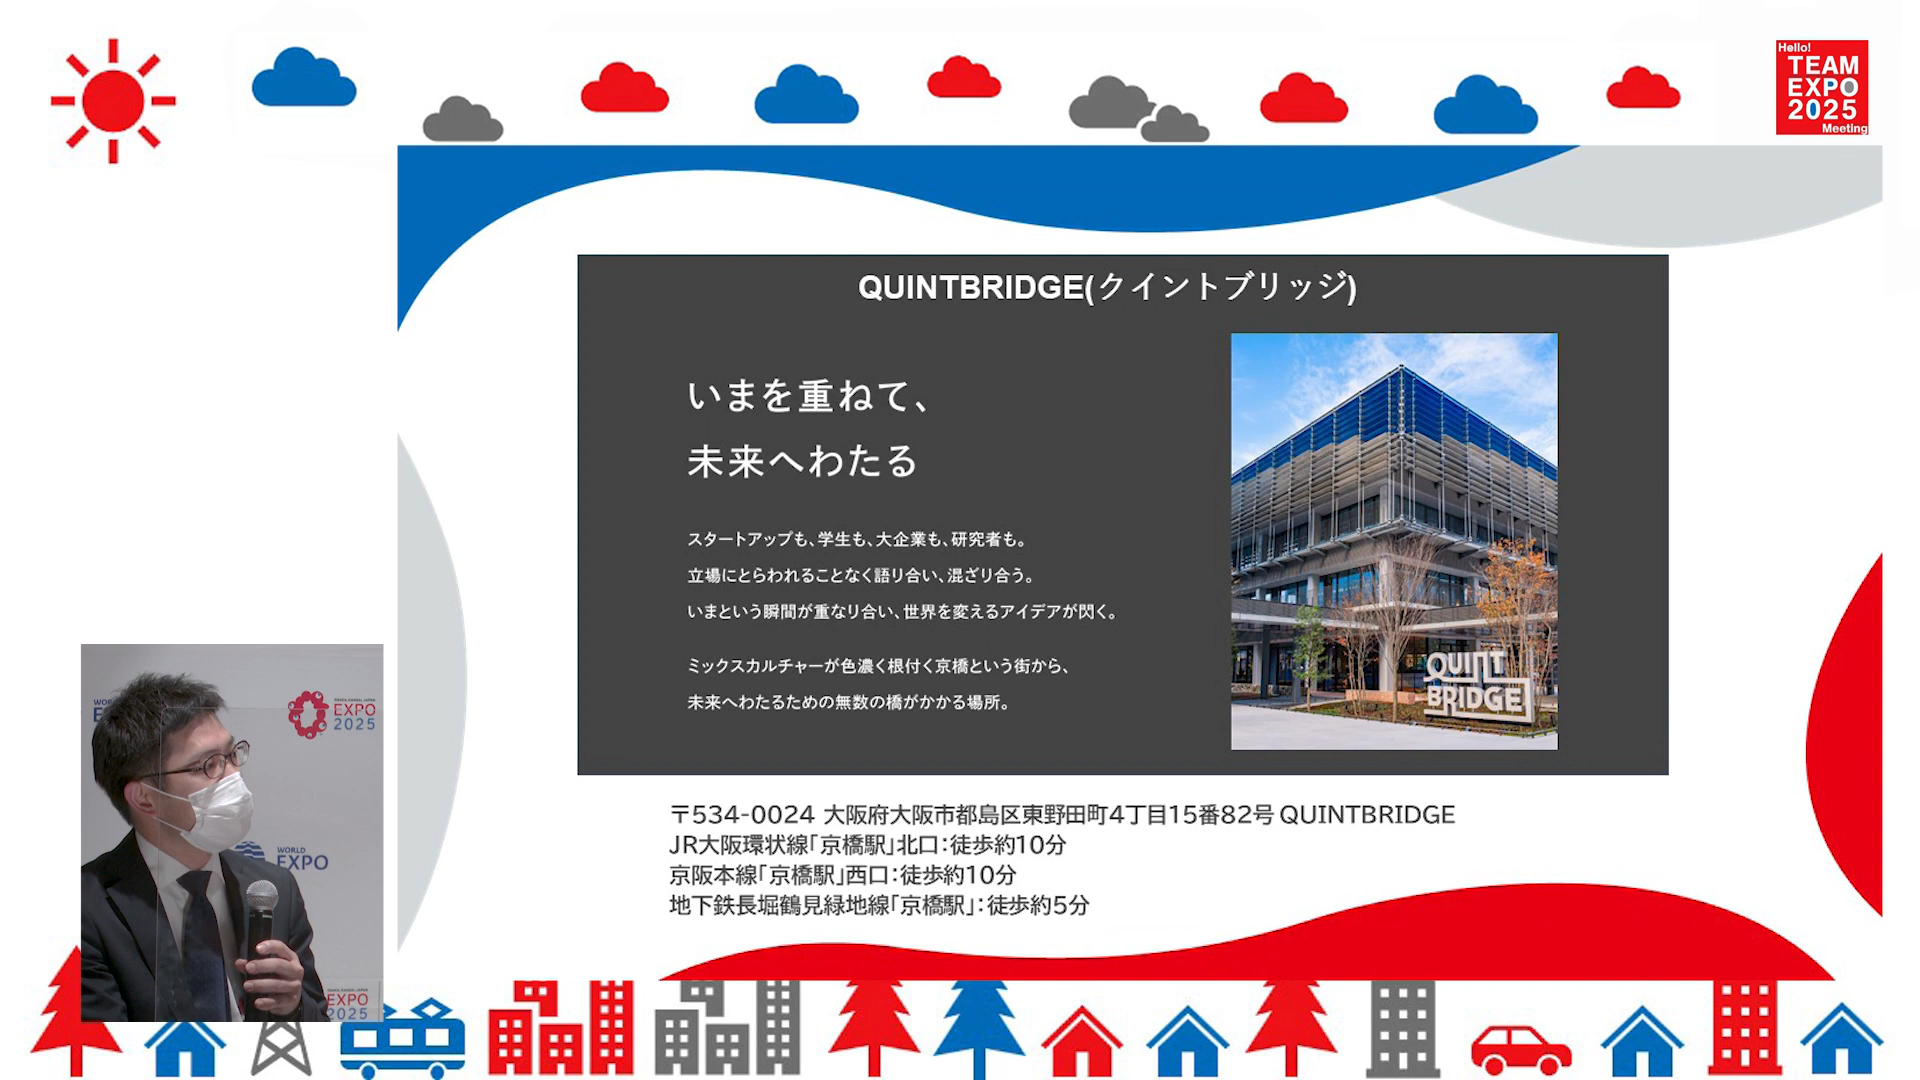 Hello!
TEAM
EXPO
2025
Meeting
QUINTBRIDGE(クイントブリッジ)
いまを重ねて、
未来へわたる
スタートアップも、学生も、大企業も、研究者も。
立場にとらわれることなく語り合い、混ざり合う。
いまという瞬間が重なり合い、世界を変えるアイデアが閃く。
ミックスカルチャーが色濃く根付く京橋という街から、
未来へわたるための無数の橋がかかる場所。
QUINT
BRIDGE
〒534-0024 大阪府大阪市都島区東野田町4丁目15番82号 QUINTBRIDGE
JR大阪環状線「京橋駅」北口：徒歩約10分
京阪本線「京橋駅」西口：徒歩約10分
地下鉄長堀鶴見緑地線「京橋駅」：徒歩約5分
OSAKA, KANSAI, JAPAN
EXPO
2025
WORLD
EXPO
EXPO
2025